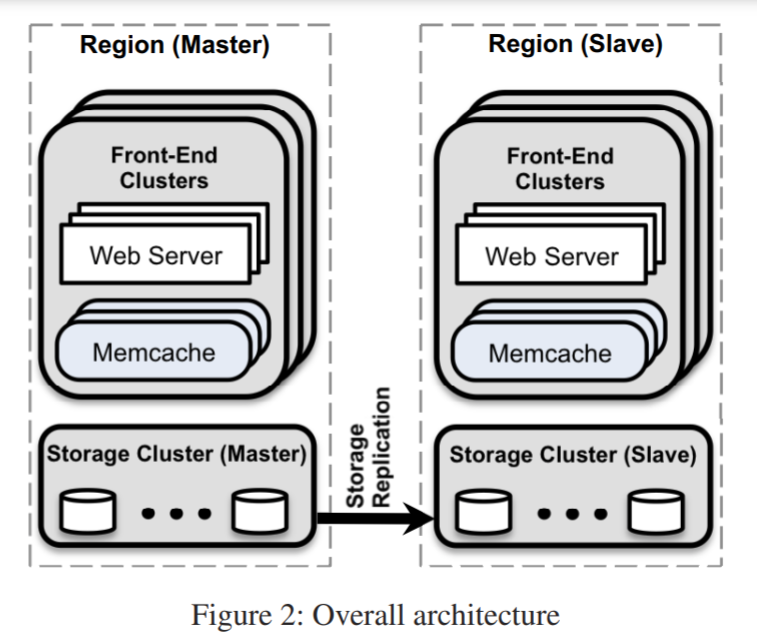 Region (Master)
Front-End
Clusters
Web Server
Memcache
Storage Cluster (Master)
Storage
Replication
Region (Slave)
Front-End
Clusters
Web Server
Memcache
Storage Cluster (Slave)
Figure 2: Overall architecture